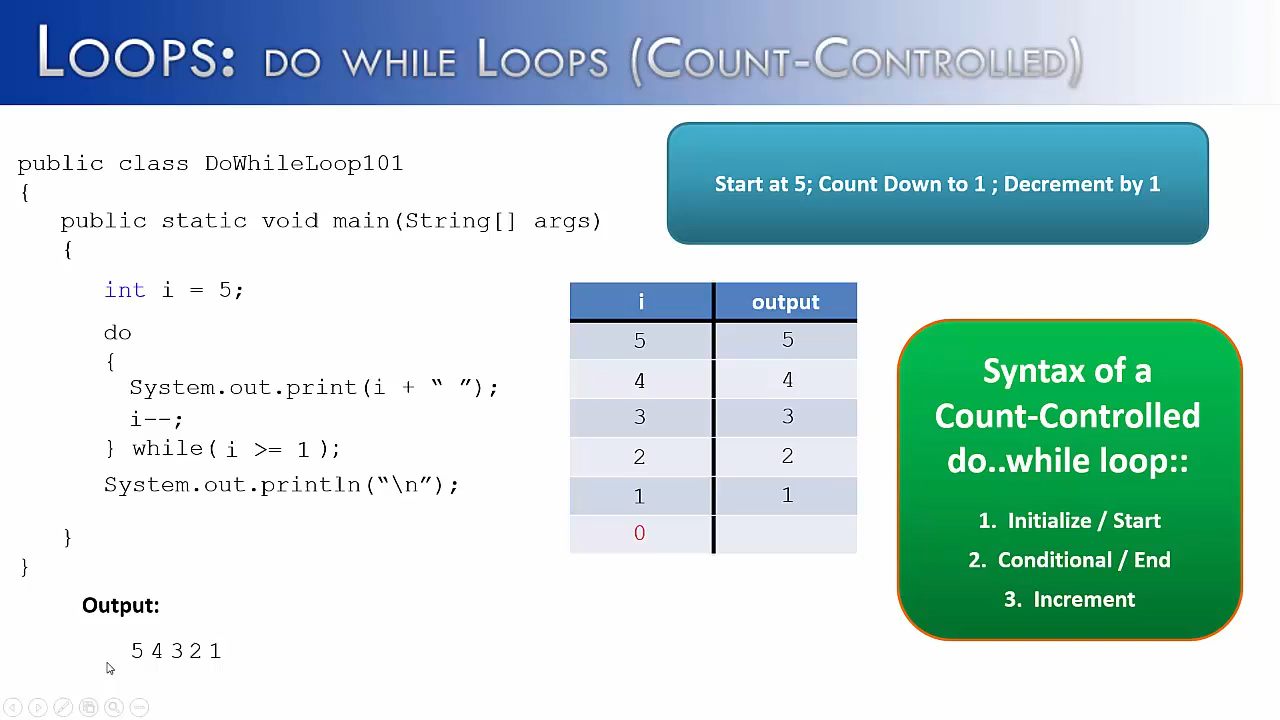 LOOPS: DO WHILE LOOPS (COUNT-CONTROLLED)
public class DoWhileLoop101
{
public static void main(String[] args)
{
int i = 5;
do
{
System.out.print(i + “ ”);
i--;
} while( i >= 1 );
System.out.println(“\n”);
}
}
Output:
5 4 3 2 1
Start at 5; Count Down to 1 ; Decrement by 1
i output
5 5
4 4
3 3
2 2
1 1
0
Syntax of a
Count-Controlled
do..while loop::
1. Initialize / Start
2. Conditional / End
3. Increment